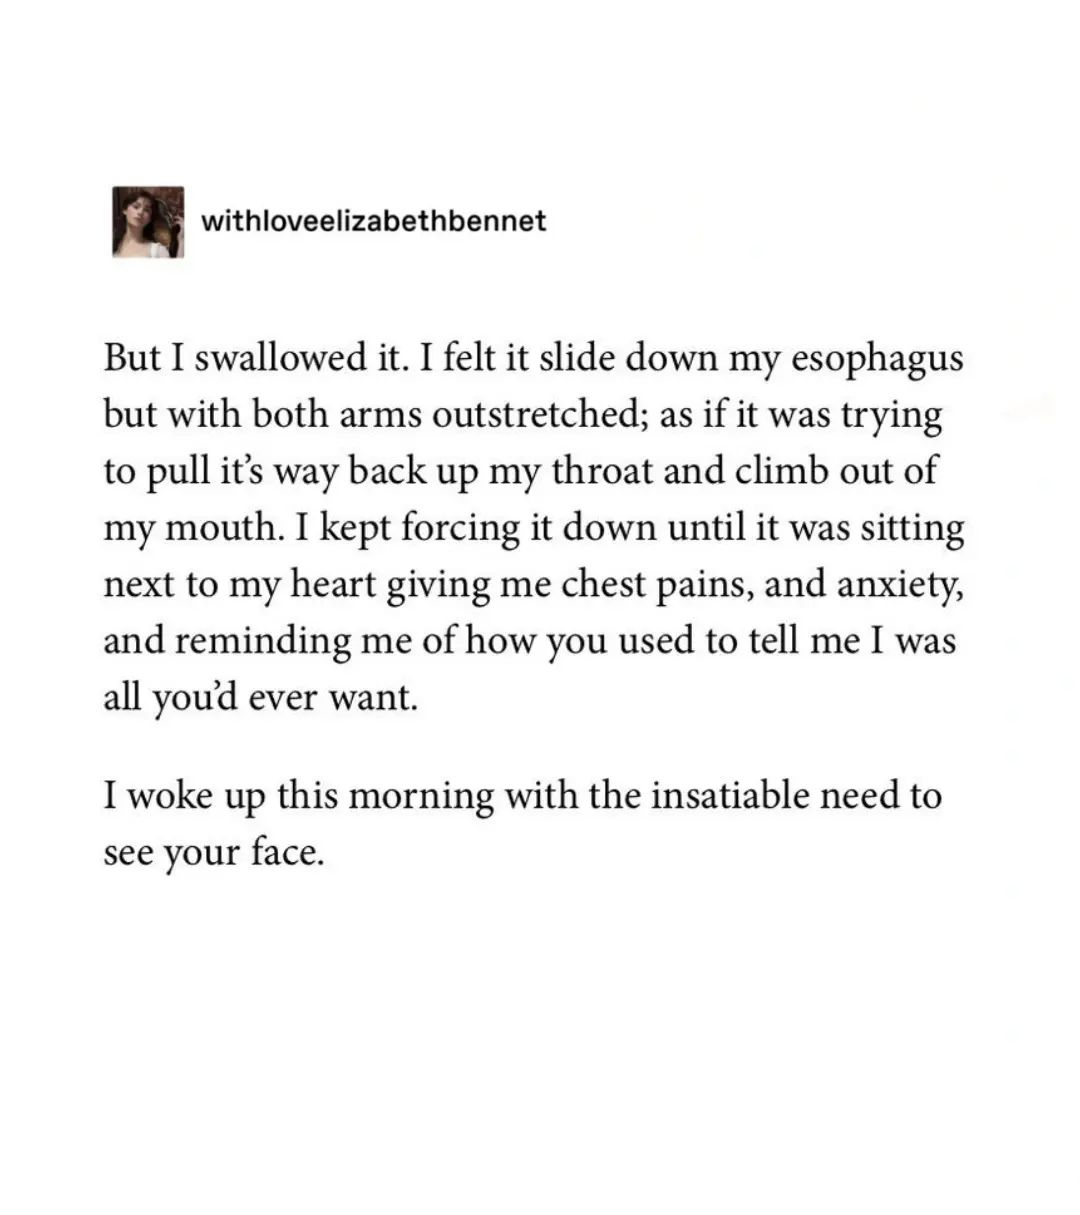 withloveelizabethbennet
But I swallowed it. I felt it slide down my esophagus
but with both arms outstretched; as if it was trying
to pull it’s way back up my throat and climb out of
my mouth. I kept forcing it down until it was sitting
next to my heart giving me chest pains, and anxiety,
and reminding me of how you used to tell me I was
all you’d ever want.
I woke up this morning with the insatiable need to
see your face.